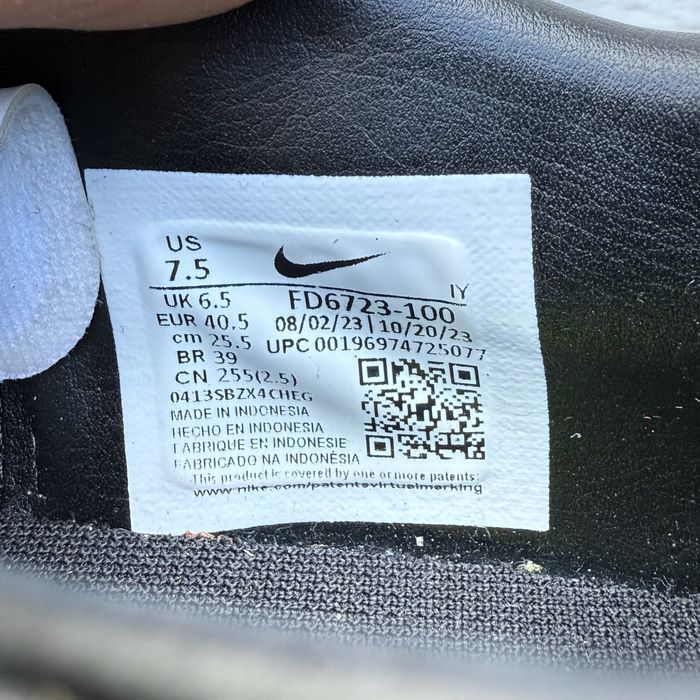 US
7.5
IY
UK 6.5
FD6723-100
EUR 40.5
08/02/23 | 10/20/23
cm 25.5
UPC 00196974725077
BR 39
CN 255(2.5)
0413SBZX4CHEG
MADE IN INDONESIA
HECHO EN INDONESIA
FABRIQUE EN INDONESIE
FABRICADO NA INDONÉSIA
This product is covered by one or more patents:
www.nike.com/patentsvirtualmarking